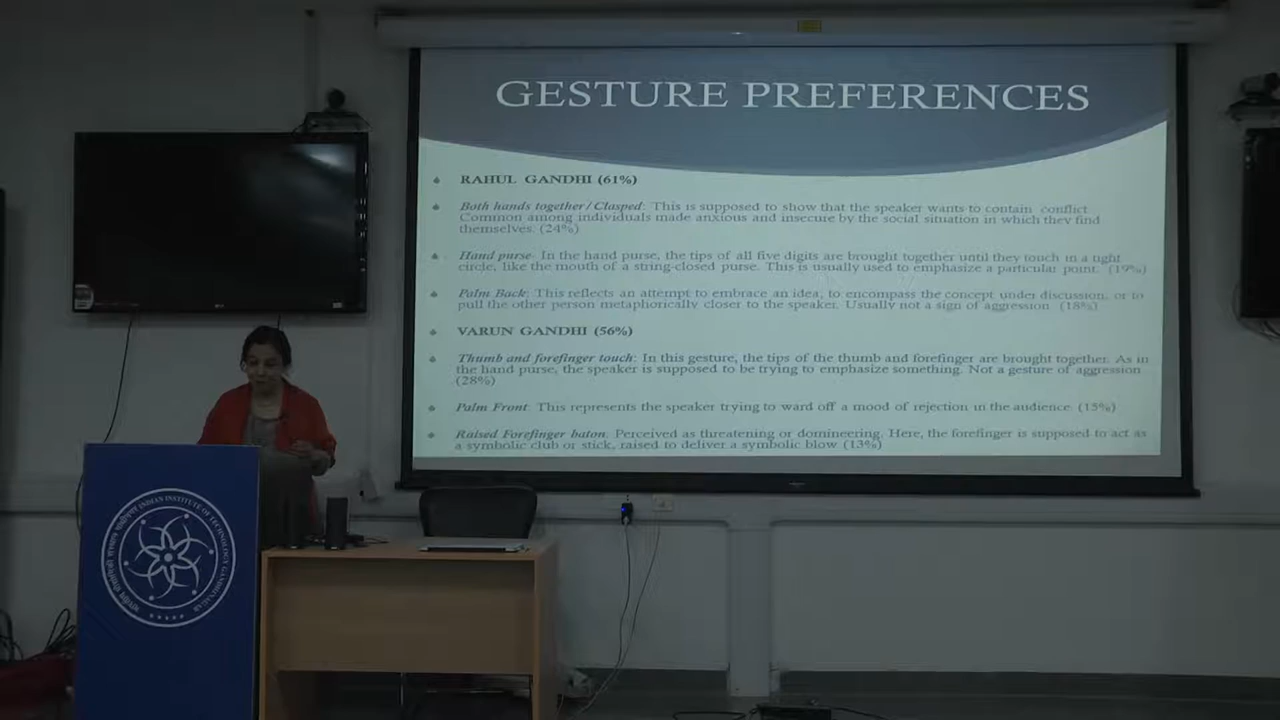 GESTURE PREFERENCES
RAHUL GANDHI (61%)
Both hands together / Clasped: This is supposed to show that the speaker wants to contain conflict.
Common among individuals made anxious and insecure by the social situation in which they find
themselves. (24%)
Hand purse- In the hand purse, the tips of all five digits are brought together until they touch in a tight
circle, like the mouth of a string-closed purse. This is usually used to emphasize a particular point. (19%)
Palm Back: This reflects an attempt to embrace an idea, to encompass the concept under discussion, or to
pull the other person metaphorically closer to the speaker. Usually not a sign of aggression (18%)
VARUN GANDHI (56%)
Thumb and forefinger touch: In this gesture, the tips of the thumb and forefinger are brought together. As in
the hand purse, the speaker is supposed to be trying to emphasize something. Not a gesture of aggression
(28%)
Palm Front: This represents the speaker trying to ward off a mood of rejection in the audience. (15%)
Raised Forefinger baton: Perceived as threatening or domineering. Here, the forefinger is supposed to act as
a symbolic club or stick, raised to deliver a symbolic blow (13%)
INDIAN INSTITUTE OF TECHNOLOGY GANDHINAGAR